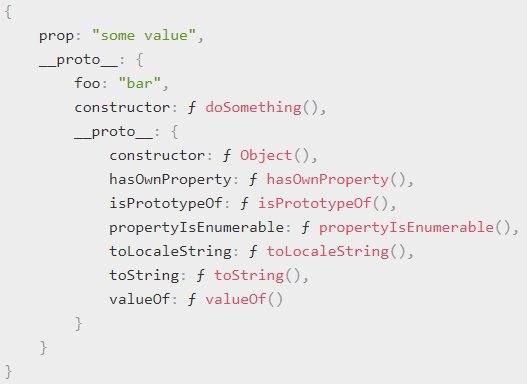 {
    prop: "some value",
    __proto__: {
        foo: "bar",
        constructor: ƒ doSomething(),
        __proto__: {
            constructor: ƒ Object(),
            hasOwnProperty: ƒ hasOwnProperty(),
            isPrototypeOf: ƒ isPrototypeOf(),
            propertyIsEnumerable: ƒ propertyIsEnumerable(),
            toLocaleString: ƒ toLocaleString(),
            toString: ƒ toString(),
            valueOf: ƒ valueOf()
        }
    }
}